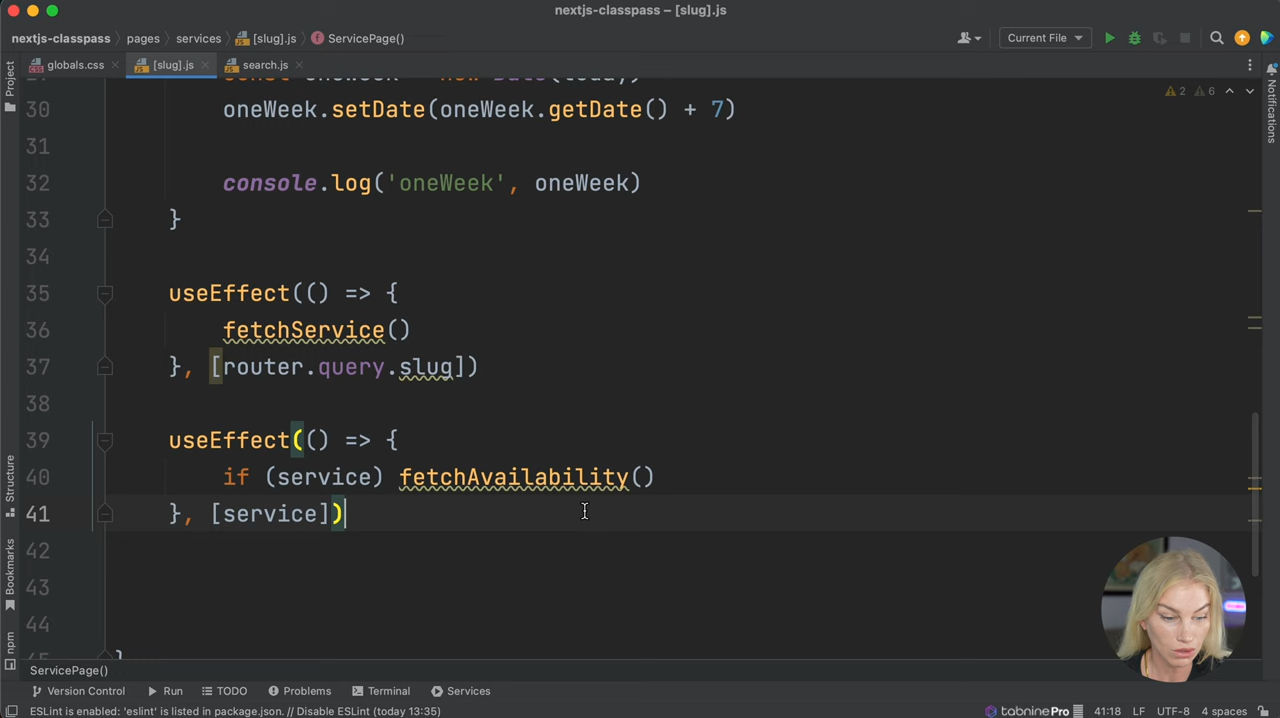 nextjs-classpass – [slug].js
nextjs-classpass › pages › services › [slug].js › ServicePage()
Current File
globals.css
[slug].js
search.js
Project
Notifications
2 6
30 oneWeek.setDate(oneWeek.getDate() + 7)
31
32 console.log('oneWeek', oneWeek)
33 }
34
35 useEffect(() => {
36 fetchService()
37 }, [router.query.slug])
38
39 useEffect(() => {
40 if (service) fetchAvailability()
41 }, [service])
42
43
44
Structure
Bookmarks
npm
ServicePage()
Version Control Run TODO Problems Terminal Services
ESLint is enabled: 'eslint' is listed in package.json. // Disable ESLint (today 13:35)
tabnine Pro 41:18 LF UTF-8 4 spaces